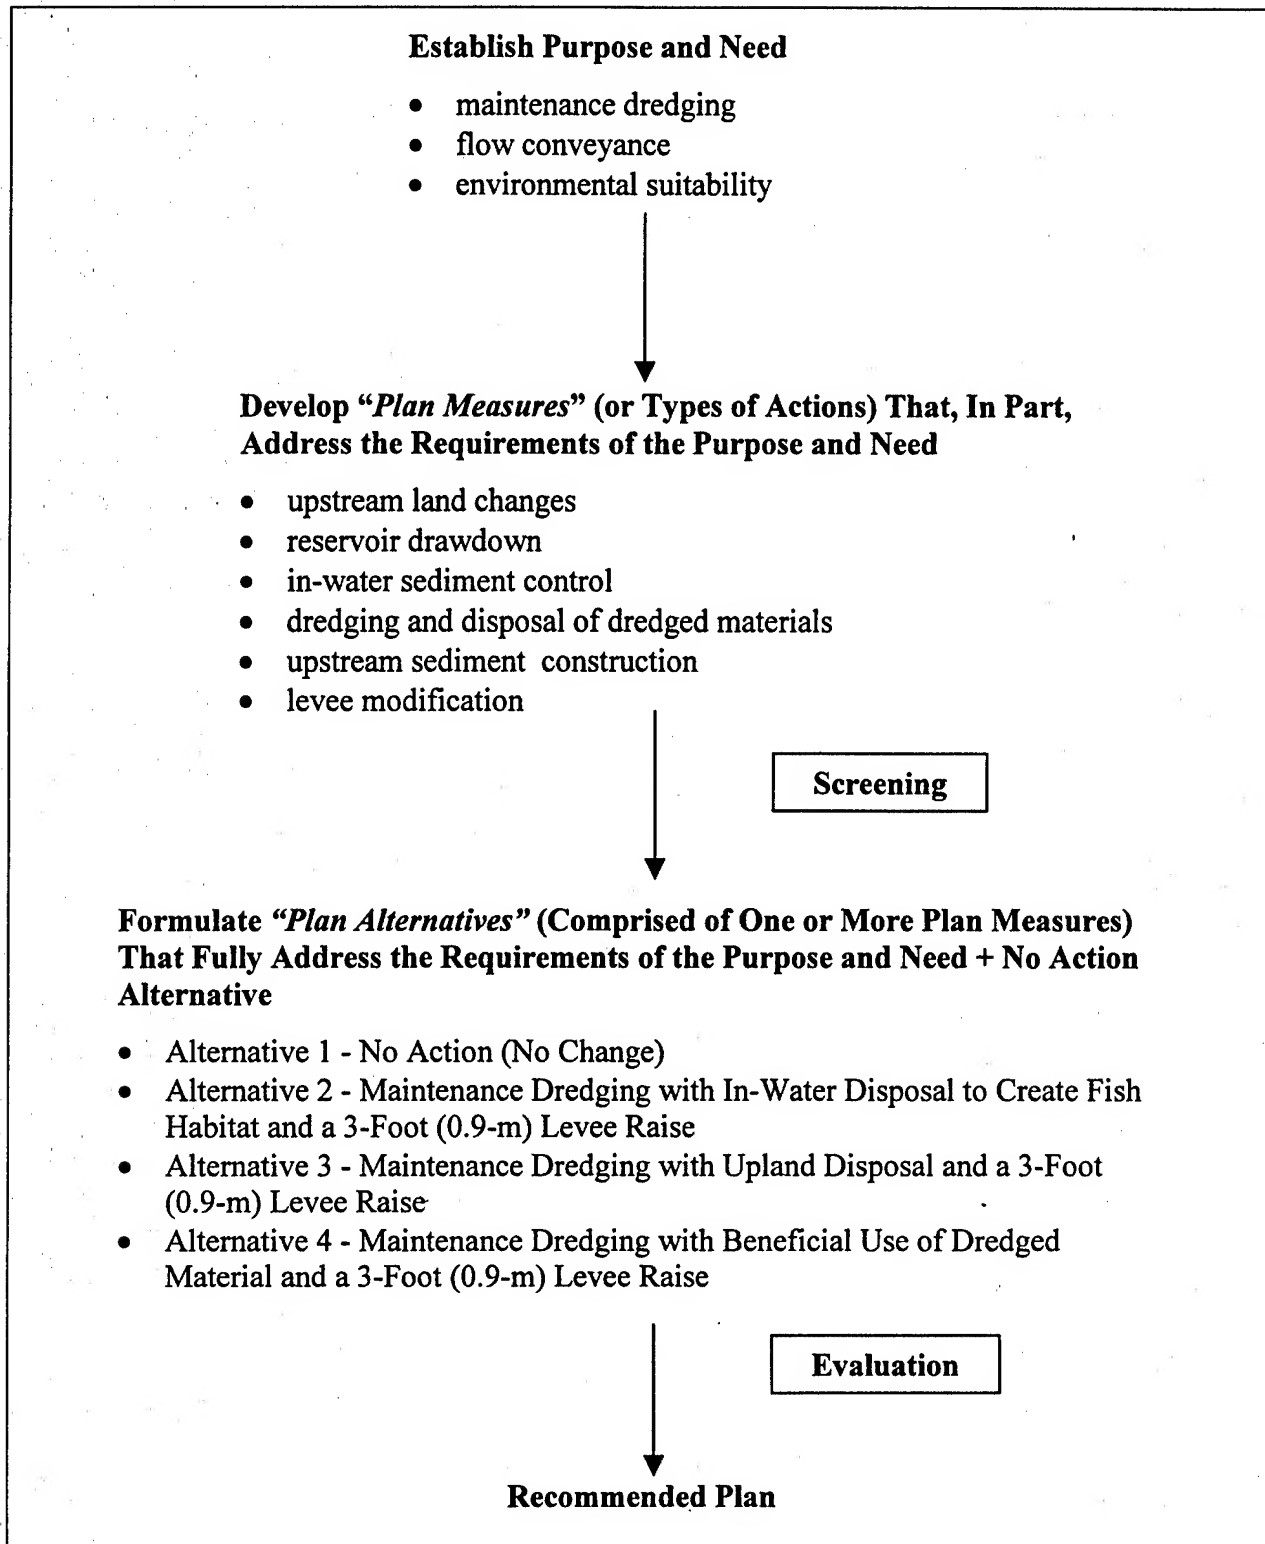 Establish Purpose and Need
• maintenance dredging
• flow conveyance
• environmental suitability
Develop “Plan Measures” (or Types of Actions) That, In Part,
Address the Requirements of the Purpose and Need
• upstream land changes
• reservoir drawdown
• in-water sediment control
• dredging and disposal of dredged materials
• upstream sediment construction
• levee modification
Screening
Formulate “Plan Alternatives” (Comprised of One or More Plan Measures)
That Fully Address the Requirements of the Purpose and Need + No Action
Alternative
• Alternative 1 - No Action (No Change)
• Alternative 2 - Maintenance Dredging with In-Water Disposal to Create Fish
Habitat and a 3-Foot (0.9-m) Levee Raise
• Alternative 3 - Maintenance Dredging with Upland Disposal and a 3-Foot
(0.9-m) Levee Raise
• Alternative 4 - Maintenance Dredging with Beneficial Use of Dredged
Material and a 3-Foot (0.9-m) Levee Raise
Evaluation
Recommended Plan